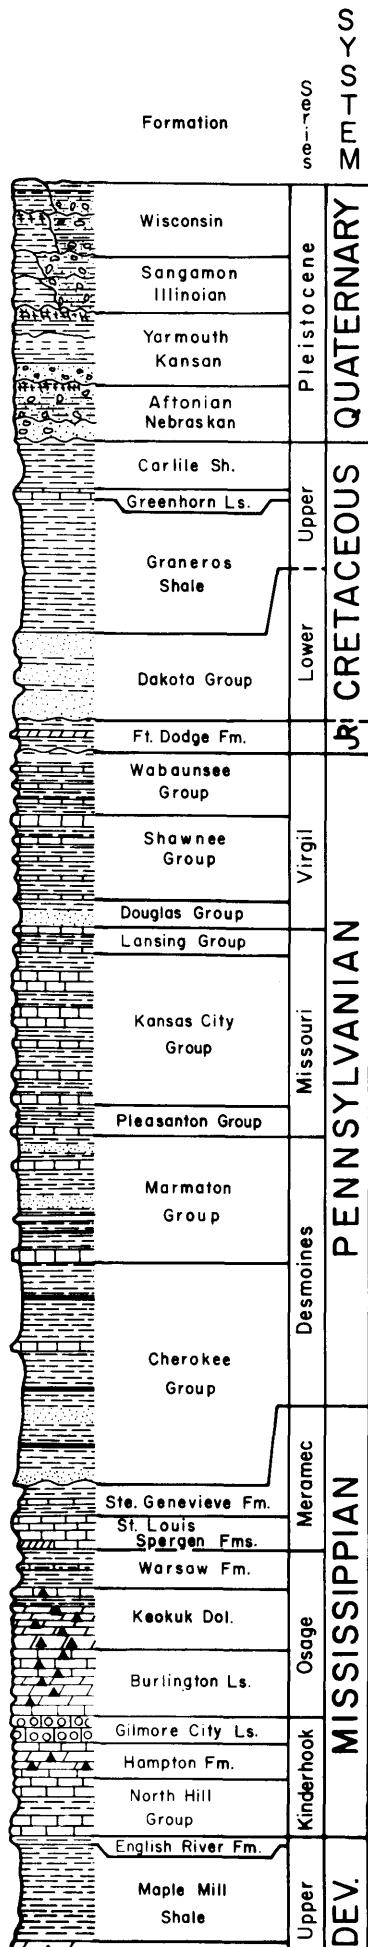 Formation
Series
SYSTEM
Wisconsin
Sangamon
Illinoian
Yarmouth
Kansan
Aftonian
Nebraskan
Pleistocene
QUATERNARY
Carlile Sh.
Greenhorn Ls.
Graneros
Shale
Dakota Group
Upper
Lower
CRETACEOUS
Ft. Dodge Fm.
JR.
Wabaunsee
Group
Shawnee
Group
Douglas Group
Virgil
Lansing Group
Kansas City
Group
Pleasanton Group
Missouri
Marmaton
Group
Cherokee
Group
Desmoines
PENNSYLVANIAN
Ste. Genevieve Fm.
St. Louis
Spergen Fms.
Meramec
Warsaw Fm.
Keokuk Dol.
Burlington Ls.
Osage
Gilmore City Ls.
Hampton Fm.
North Hill
Group
Kinderhook
MISSISSIPPIAN
English River Fm.
Maple Mill
Shale
Upper
DEV.